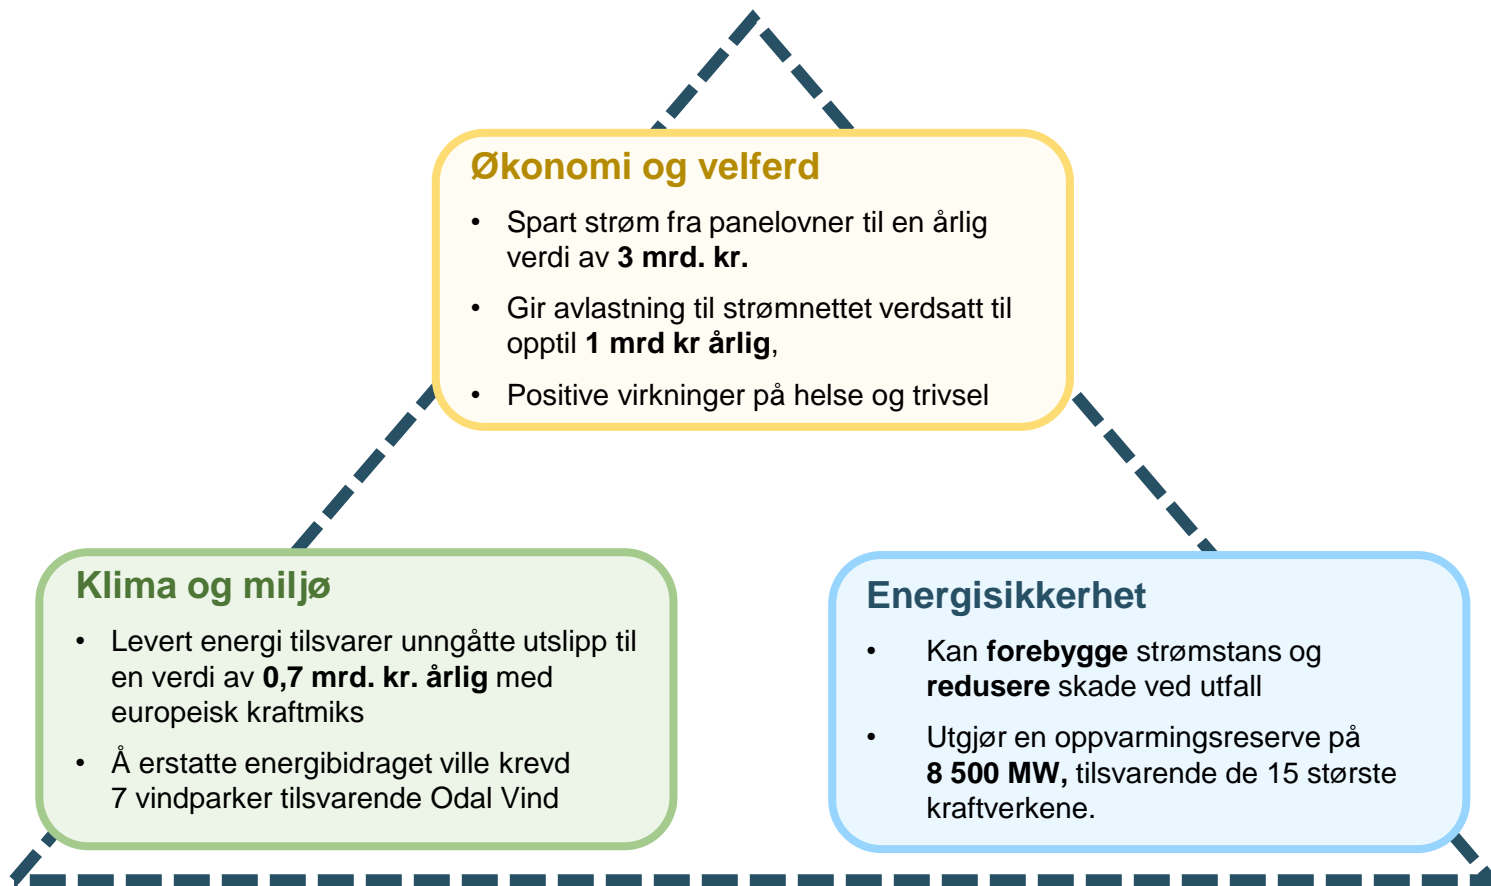 Økonomi og velferd
• Spart strøm fra panelovner til en årlig
verdi av 3 mrd. kr.
• Gir avlastning til strømnettet verdsatt til
opptil 1 mrd kr årlig,
• Positive virkninger på helse og trivsel
Klima og miljø
• Levert energi tilsvarer unngåtte utslipp til
en verdi av 0,7 mrd. kr. årlig med
europeisk kraftmiks
• Å erstatte energibidraget ville krevd
7 vindparker tilsvarende Odal Vind
Energisikkerhet
• Kan forebygge strømstans og
redusere skade ved utfall
• Utgjør en oppvarmingsreserve på
8 500 MW, tilsvarende de 15 største
kraftverkene.